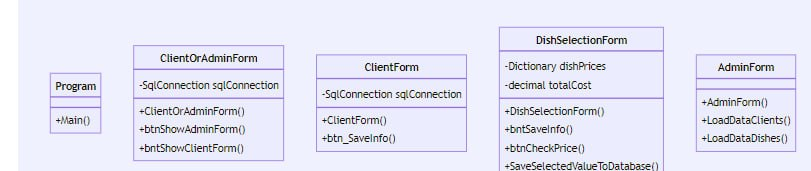 Program
+Main()
ClientOrAdminForm
-SqlConnection sqlConnection
+ClientOrAdminForm()
+btnShowAdminForm()
+bntShowClientForm()
ClientForm
-SqlConnection sqlConnection
+ClientForm()
+btn_SaveInfo()
DishSelectionForm
-Dictionary dishPrices
-decimal totalCost
+DishSelectionForm()
+bntSaveInfo()
+btnCheckPrice()
+SaveSelectedValueToDatabase()
AdminForm
+AdminForm()
+LoadDataClients()
+LoadDataDishes()